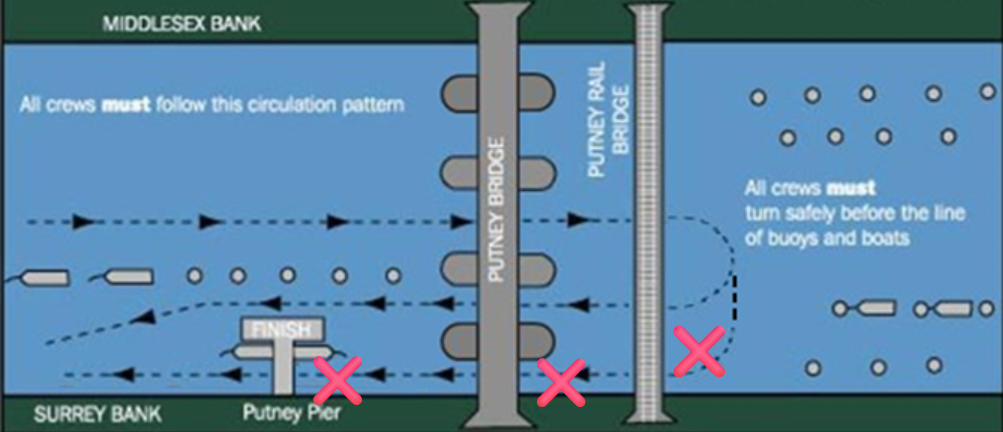 MIDDLESEX BANK
All crews must follow this circulation pattern
PUTNEY BRIDGE
PUTNEY RAIL
BRIDGE
All crews must
turn safely before the line
of buoys and boats
FINISH
SURREY BANK
Putney Pier